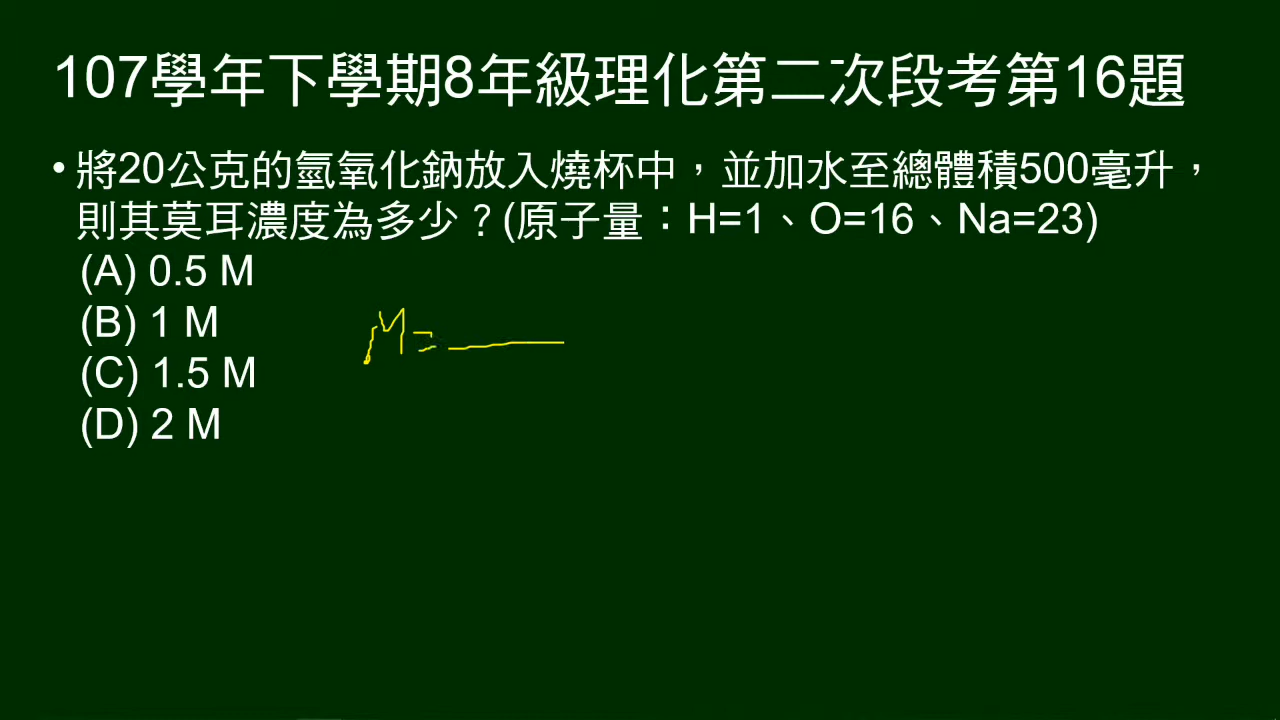 107學年下學期8年級理化第二次段考第16題
• 將20公克的氫氧化鈉放入燒杯中，並加水至總體積500毫升，
則其莫耳濃度為多少？(原子量：H=1、O=16、Na=23)
(A) 0.5 M
(B) 1 M
(C) 1.5 M
(D) 2 M
M=